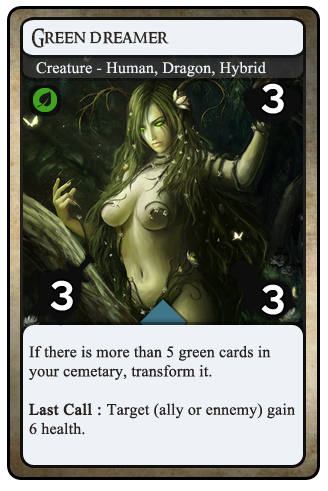 Green dreamer
Creature - Human, Dragon, Hybrid
3
3
3
If there is more than 5 green cards in
your cemetary, transform it.
Last Call : Target (ally or ennemy) gain
6 health.